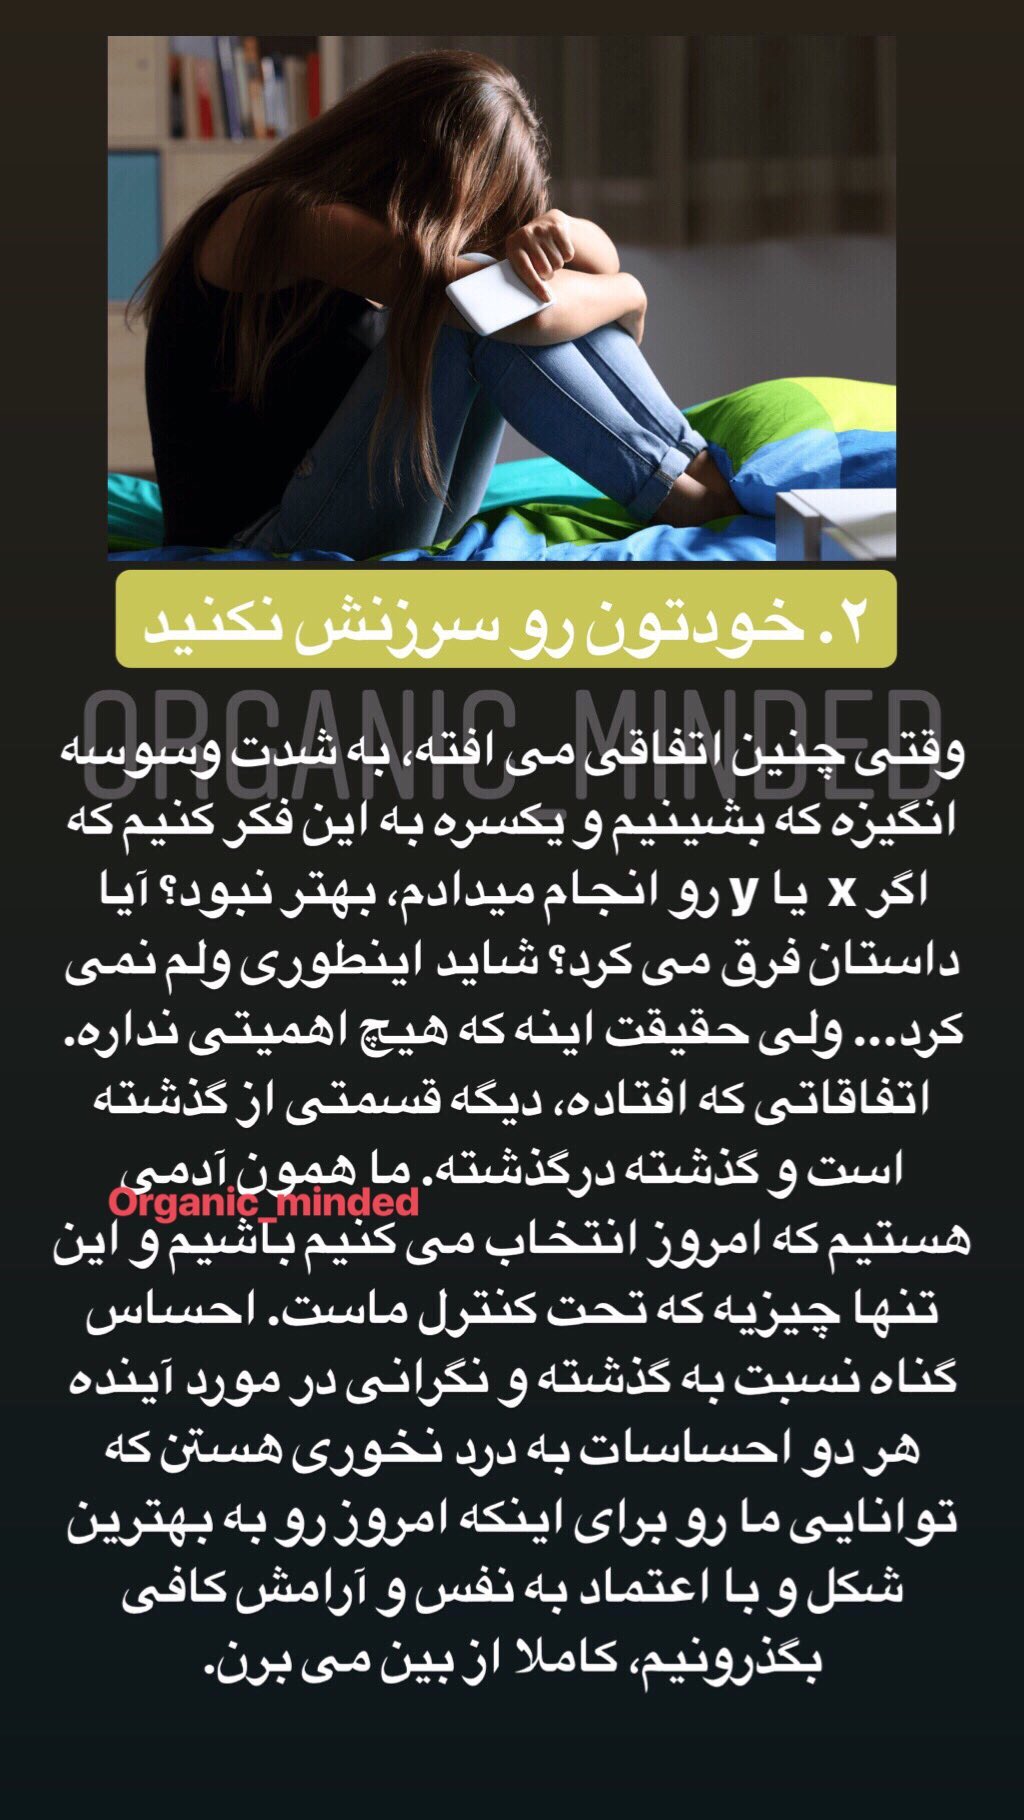 ۲. خودتون رو سرزنش نکنید
ORGANIC_MINDED
وقتی چنین اتفاقی می افته، به شدت وسوسه
انگیزه که بشینیم و یکسره به این فکر کنیم که
اگر x یا y رو انجام میدادم، بهتر نبود؟ آیا
داستان فرق می کرد؟ شاید اینطوری ولم نمی
کرد... ولی حقیقت اینه که هیچ اهمیتی نداره.
اتفاقاتی که افتاده، دیگه قسمتی از گذشته
است و گذشته درگذشته. ما همون آدمی
Organic_minded
هستیم که امروز انتخاب می کنیم باشیم و این
تنها چیزیه که تحت کنترل ماست. احساس
گناه نسبت به گذشته و نگرانی در مورد آینده
هر دو احساسات به درد نخوری هستن که
توانایی ما رو برای اینکه امروز رو به بهترین
شکل و با اعتماد به نفس و آرامش کافی
بگذرونیم، کاملا از بین می برن.